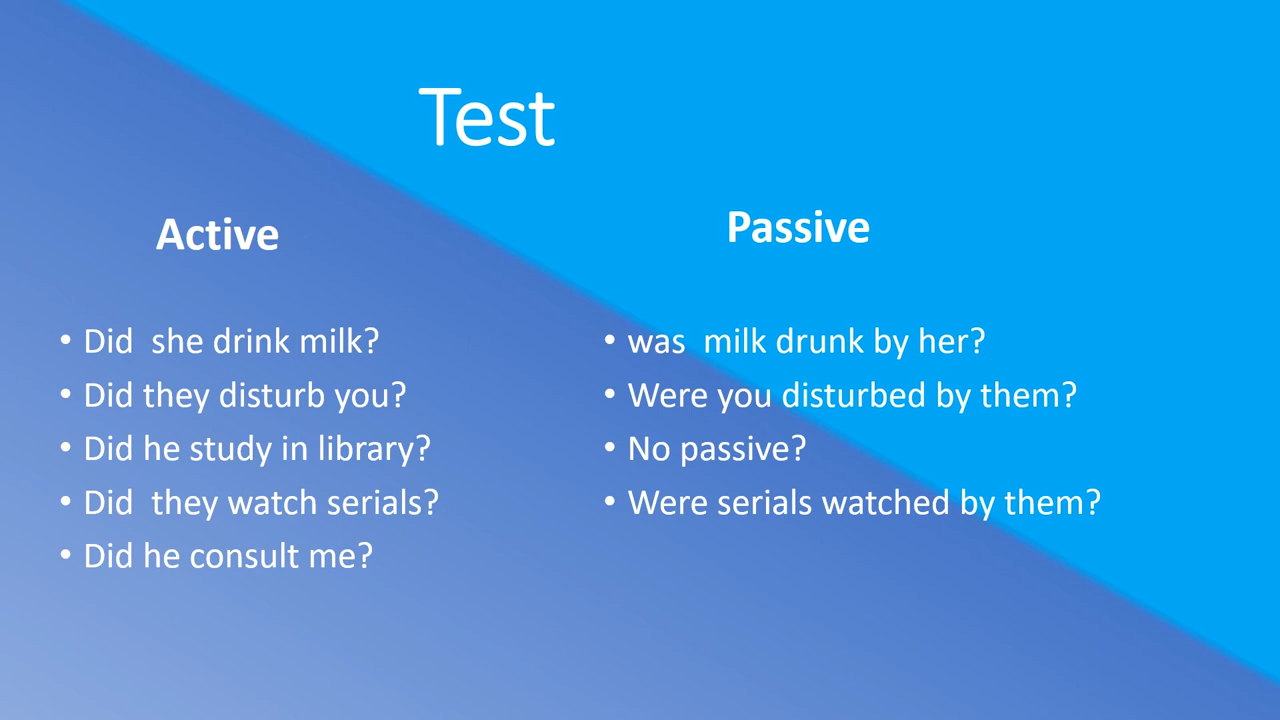 Test
Active
• Did  she drink milk?
• Did they disturb you?
• Did he study in library?
• Did  they watch serials?
• Did he consult me?
Passive
• was  milk drunk by her?
• Were you disturbed by them?
• No passive?
• Were serials watched by them?